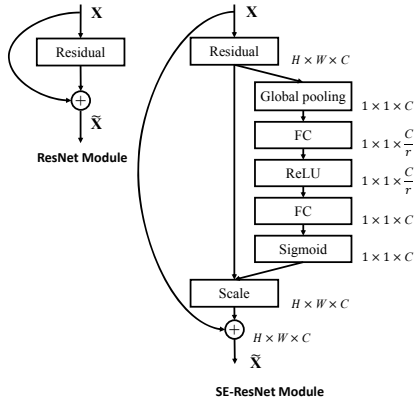 X
Residual
+
X̃
ResNet Module
X
Residual
H × W × C
Global pooling
1 × 1 × C
FC
1 × 1 × C/r
ReLU
1 × 1 × C/r
FC
1 × 1 × C
Sigmoid
1 × 1 × C
Scale
H × W × C
+
H × W × C
X̃
SE-ResNet Module